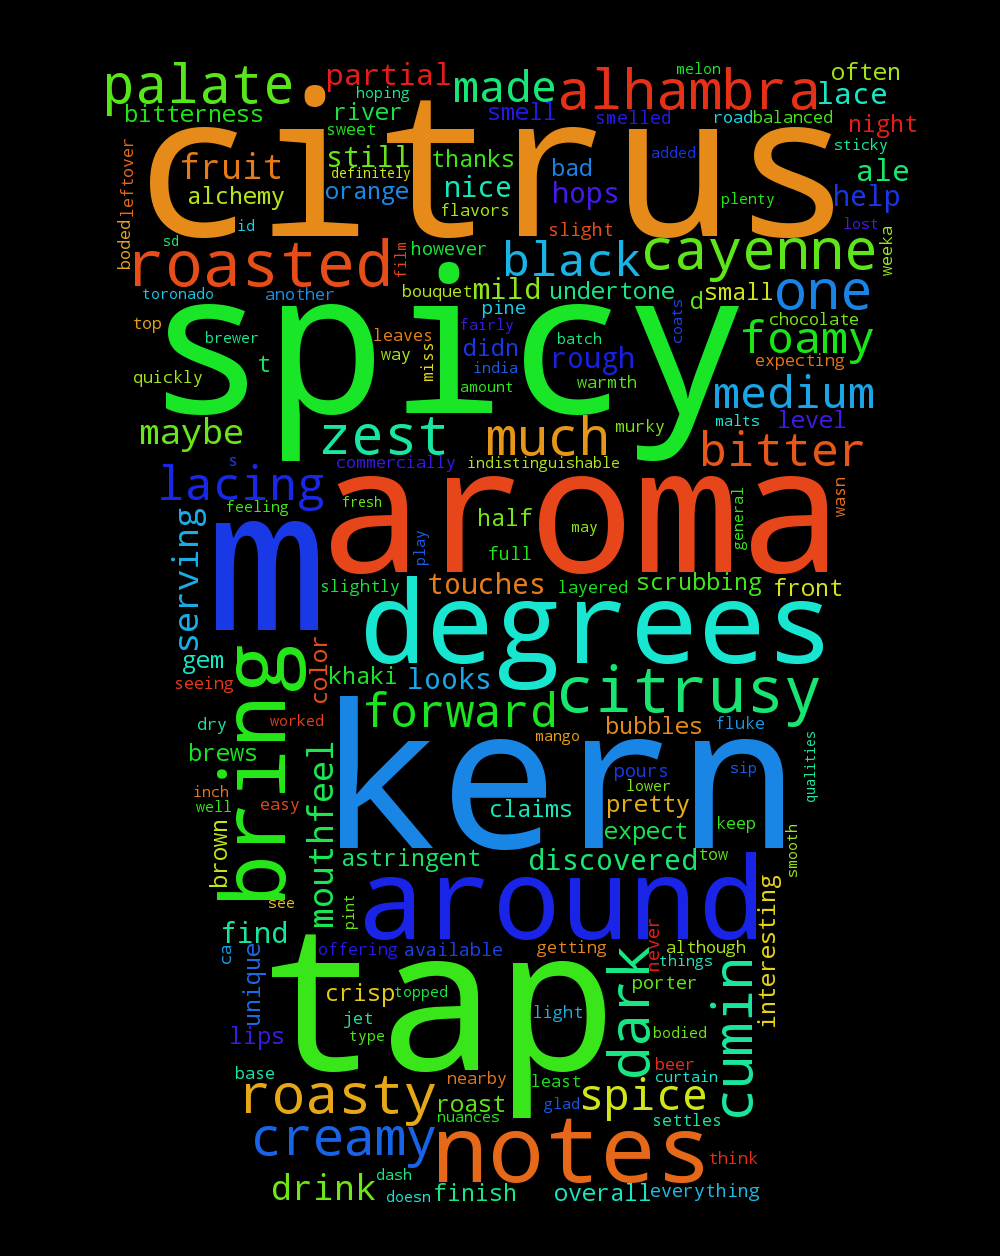 melon
palate
partial
made
alhambra
often
hoping
lace
citrus
bitterness
river
smell
smelled
road
balanced
night
sweet
sticky
fruit
still
definitely
thanks
added
bad
ale
alchemy
orange
nice
hops
plenty
help
leftover
flavors
id
slight
lost
boded
sd
roasted
film
however
black
cayenne
weeka
toronado
another
bouquet
mild
undertone
d
small
one
spicy
pine
coats
chocolate
top
brewer
leaves
fairly
batch
foamy
way
miss
didn
rough
expecting
t
india
quickly
amount
warmth
medium
maybe
zest
much
murky
malts
level
s
commercially
indistinguishable
bitter
lacing
aroma
feeling
fresh
half
may
general
wasn
m
serving
play
full
slightly
touches
layered
scrubbing
front
degrees
gem
color
khaki
looks
citrusy
seeing
bring
forward
dry
worked
bubbles
fluke
mango
qualities
brews
mouthfeel
kern
pours
sip
inch
lower
well
easy
claims
pretty
expect
keep
brown
astringent
discovered
tow
smooth
see
pint
around
interesting
find
ca
unique
offering
available
getting
never
although
things
tap
dark
cumin
porter
crisp
topped
jet
light
lips
type
bodied
base
nearby
beer
curtain
roasty
roast
least
spice
glad
nuances
settles
creamy
notes
think
drink
dash
doesn
finish
overall
everything